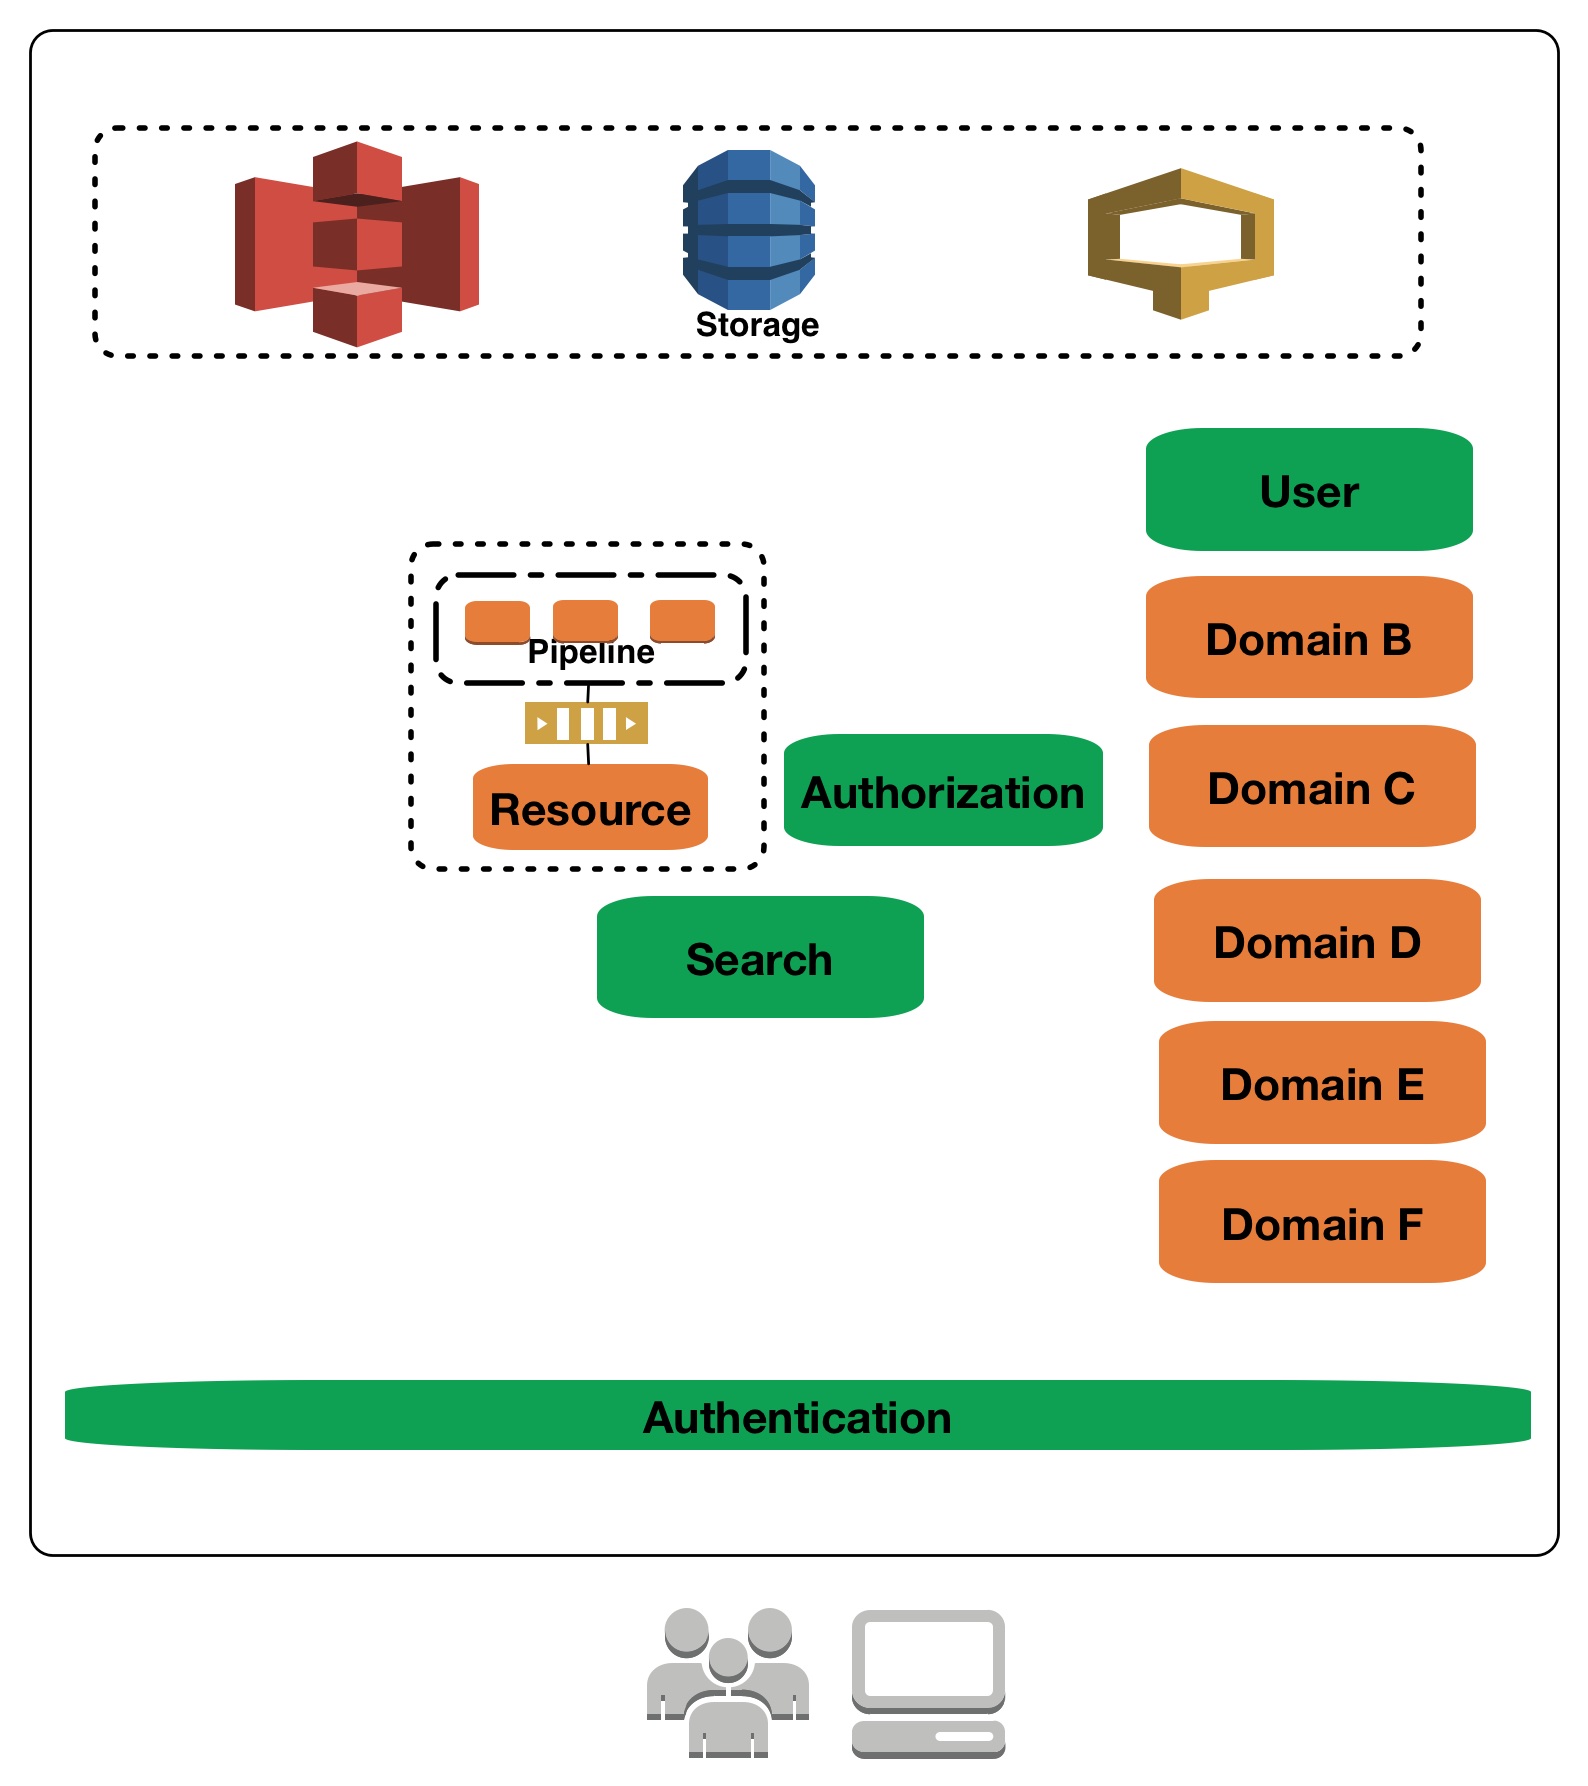 Storage
User
Domain B
Pipeline
Resource
Authorization
Domain C
Search
Domain D
Domain E
Domain F
Authentication